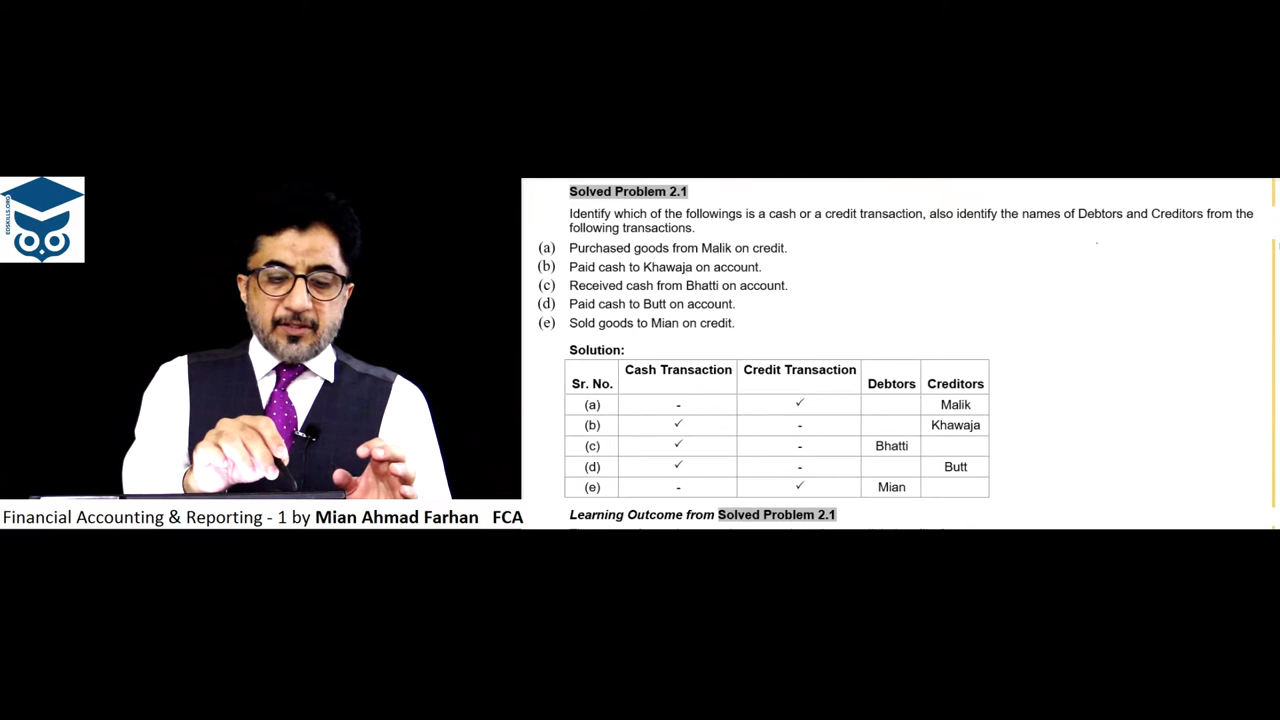 EDSKILLS.ORG
Solved Problem 2.1
Identify which of the followings is a cash or a credit transaction, also identify the names of Debtors and Creditors from the
following transactions.
(a) Purchased goods from Malik on credit.
(b) Paid cash to Khawaja on account.
(c) Received cash from Bhatti on account.
(d) Paid cash to Butt on account.
(e) Sold goods to Mian on credit.
Solution:
Sr. No. Cash Transaction Credit Transaction Debtors Creditors
(a) - ✓ Malik
(b) ✓ - Khawaja
(c) ✓ - Bhatti
(d) ✓ - Butt
(e) - ✓ Mian
Learning Outcome from Solved Problem 2.1
Financial Accounting & Reporting - 1 by Mian Ahmad Farhan FCA